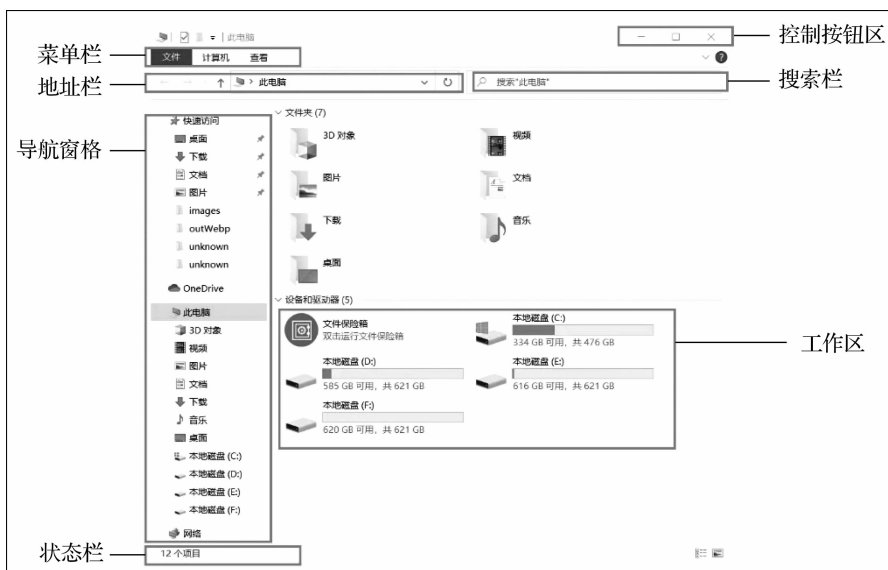 此电脑
控制按钮区
菜单栏
文件 计算机 查看
地址栏
此电脑
搜索"此电脑"
搜索栏
导航窗格
快速访问
桌面
下载
文档
图片
images
outWebp
unknown
unknown
OneDrive
此电脑
3D 对象
视频
图片
文档
下载
音乐
桌面
本地磁盘 (C:)
本地磁盘 (D:)
本地磁盘 (E:)
本地磁盘 (F:)
网络
文件夹 (7)
3D 对象
视频
图片
文档
下载
音乐
桌面
设备和驱动器 (5)
文件保险箱
双击运行文件保险箱
本地磁盘 (C:)
334 GB 可用，共 476 GB
本地磁盘 (D:)
585 GB 可用，共 621 GB
本地磁盘 (E:)
616 GB 可用，共 621 GB
本地磁盘 (F:)
620 GB 可用，共 621 GB
工作区
状态栏
12 个项目